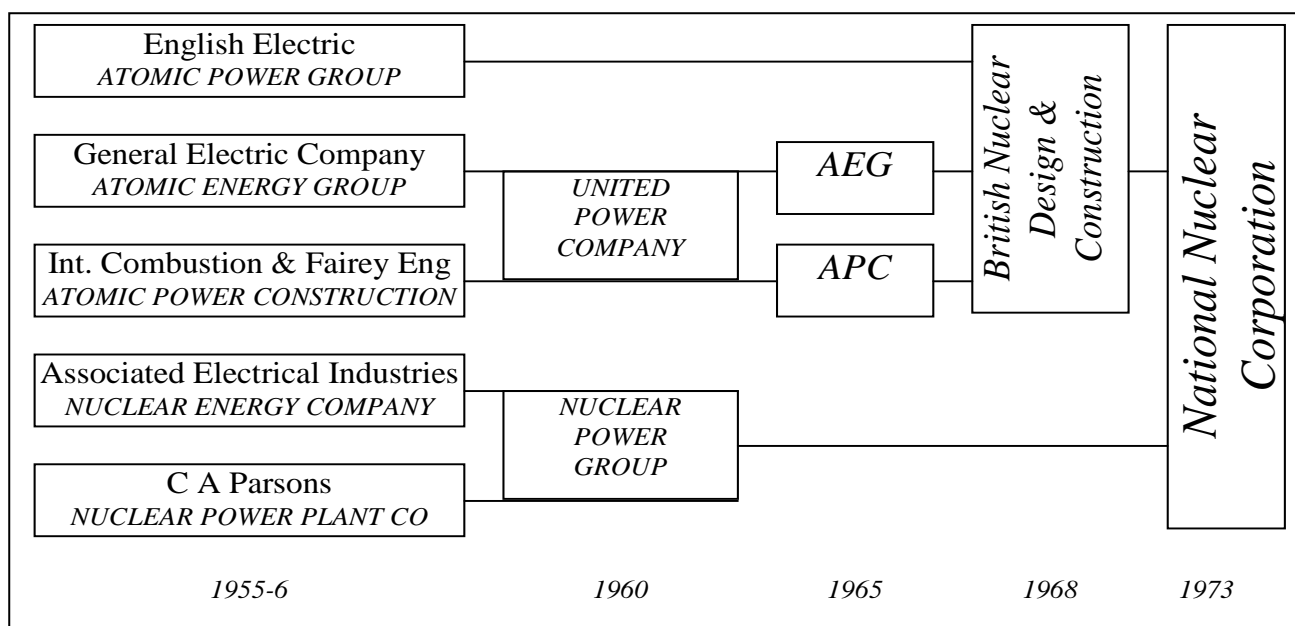 English Electric
ATOMIC POWER GROUP
General Electric Company
ATOMIC ENERGY GROUP
Int. Combustion & Fairey Eng
ATOMIC POWER CONSTRUCTION
Associated Electrical Industries
NUCLEAR ENERGY COMPANY
C A Parsons
NUCLEAR POWER PLANT CO
UNITED
POWER
COMPANY
NUCLEAR
POWER
GROUP
AEG
APC
British Nuclear
Design &
Construction
National Nuclear
Corporation
1955-6
1960
1965
1968
1973